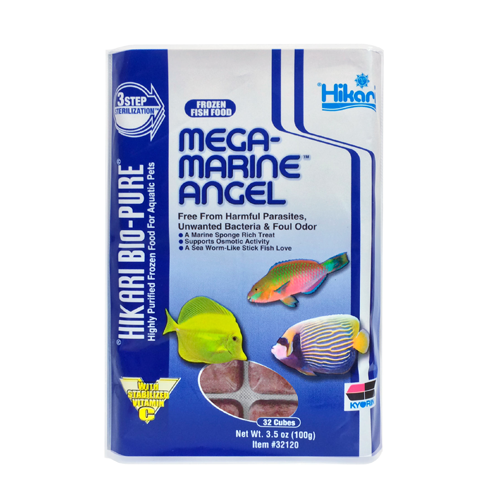 3 STEP
STERILIZATION
FROZEN
FISH FOOD
Hikari
®
MEGA-
MARINE™
ANGEL
Free From Harmful Parasites,
Unwanted Bacteria & Foul Odor
● A Marine Sponge Rich Treat
● Supports Osmotic Activity
● A Sea Worm-Like Stick Fish Love
®HIKARI BIO-PURE®
Highly Purified Frozen Food For Aquatic Pets
WITH
STABILIZED
VITAMIN
C
KYORIN
32 Cubes
Net Wt. 3.5 oz (100g)
Item #32120